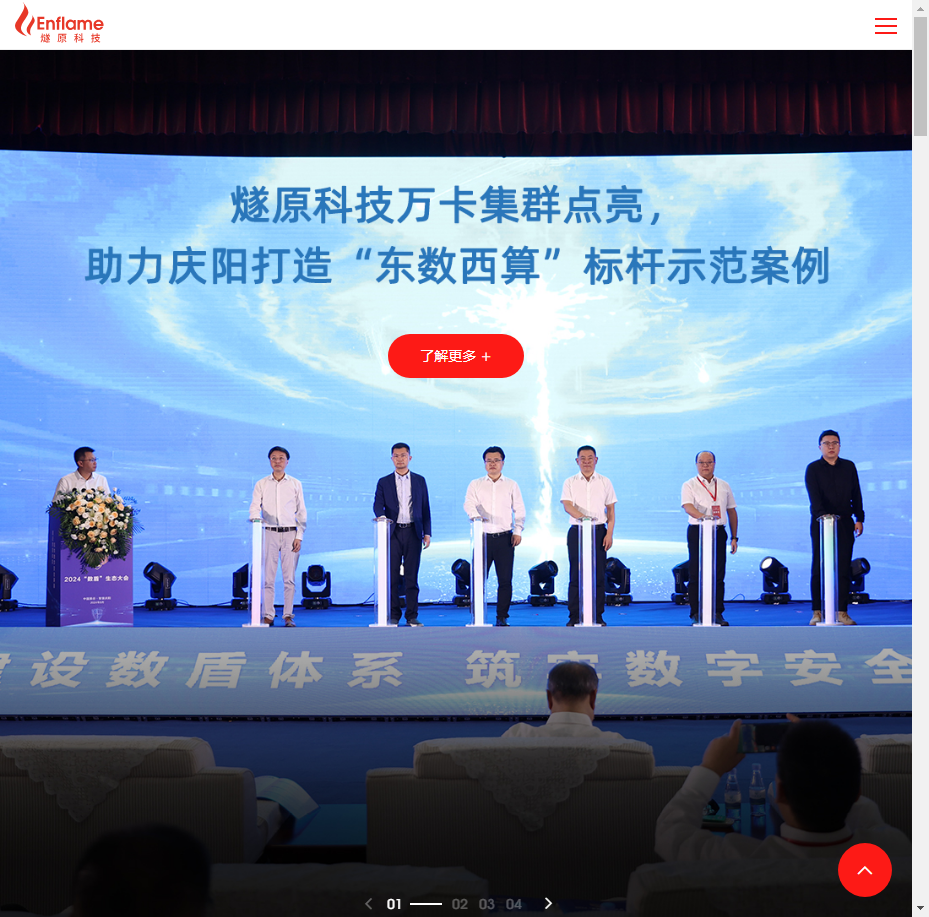 Enflame
燧原科技
燧原科技万卡集群点亮，
助力庆阳打造“东数西算”标杆示范案例
了解更多 +
2024“数盾”生态大会
建设数盾体系 筑牢数字安全
01 02 03 04